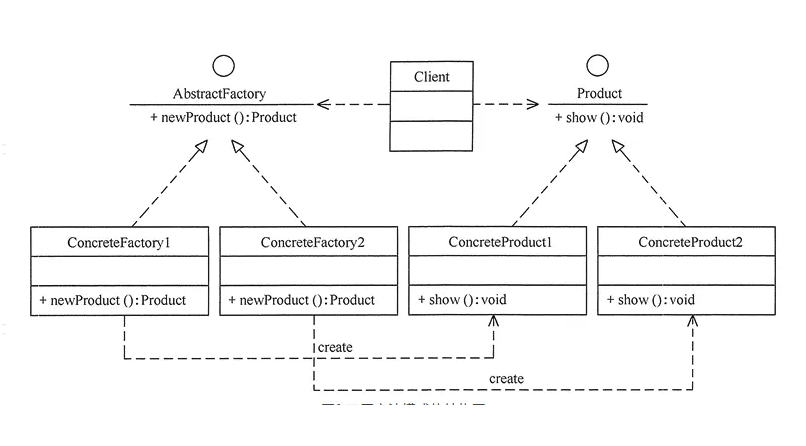 AbstractFactory
+ newProduct (): Product
Client
Product
+ show (): void
ConcreteFactory1
+ newProduct (): Product
ConcreteFactory2
+ newProduct (): Product
ConcreteProduct1
+ show (): void
ConcreteProduct2
+ show (): void
create
create